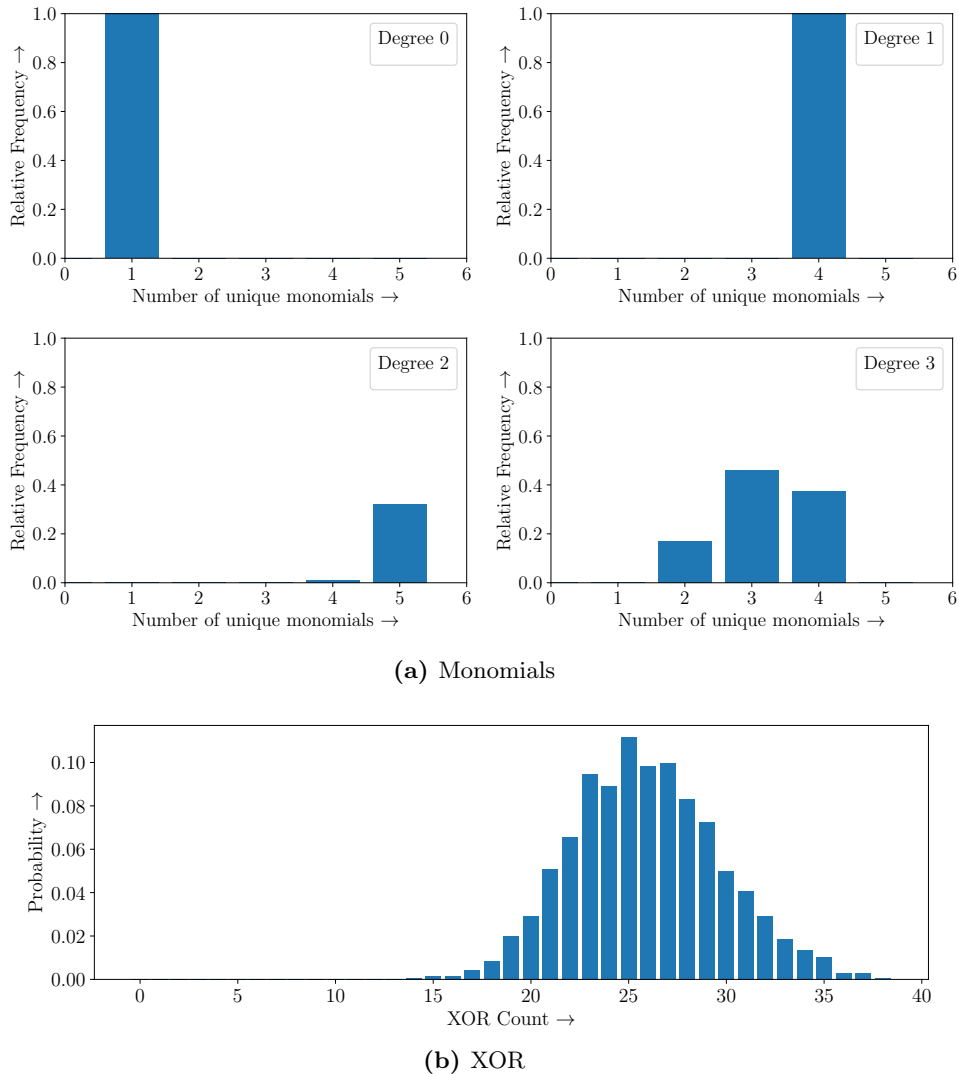 Degree 0
Relative Frequency →
1.0
0.8
0.6
0.4
0.2
0.0
0 1 2 3 4 5 6
Number of unique monomials →
Degree 1
Relative Frequency →
1.0
0.8
0.6
0.4
0.2
0.0
0 1 2 3 4 5 6
Number of unique monomials →
Degree 2
Relative Frequency →
1.0
0.8
0.6
0.4
0.2
0.0
0 1 2 3 4 5 6
Number of unique monomials →
Degree 3
Relative Frequency →
1.0
0.8
0.6
0.4
0.2
0.0
0 1 2 3 4 5 6
Number of unique monomials →
(a) Monomials
Probability →
0.10
0.08
0.06
0.04
0.02
0.00
0 5 10 15 20 25 30 35 40
XOR Count →
(b) XOR